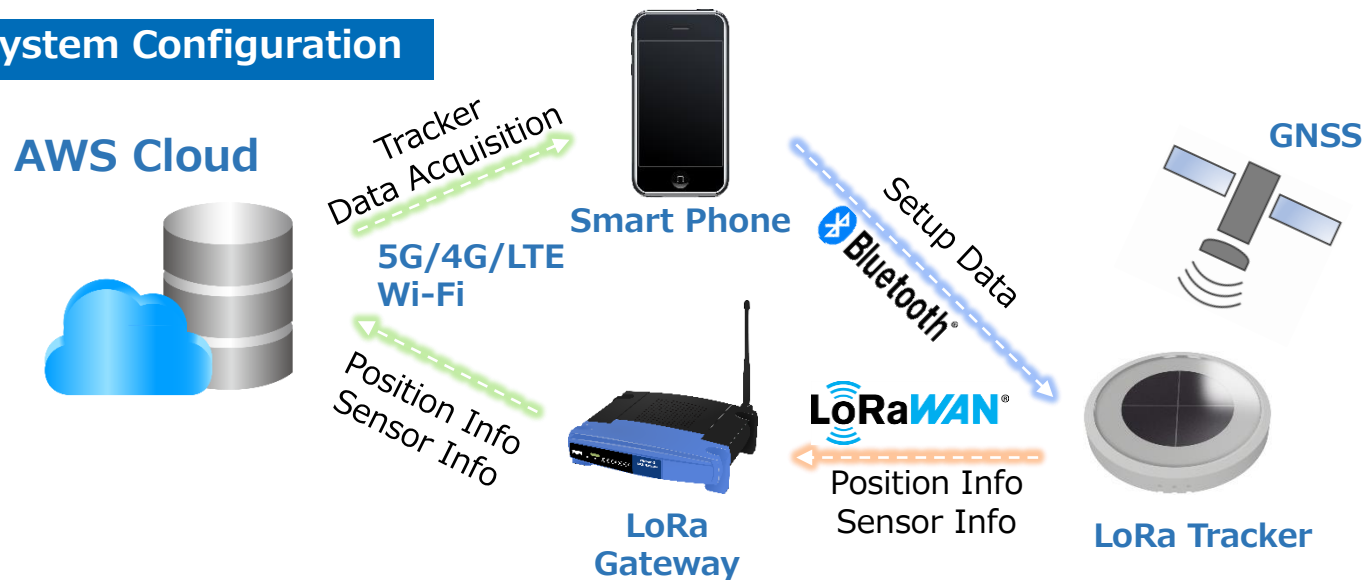 ystem Configuration
AWS Cloud
Tracker
Data Acquisition
Smart Phone
5G/4G/LTE
Wi-Fi
Setup Data
Bluetooth®
GNSS
Position Info
Sensor Info
LoRaWAN®
Position Info
Sensor Info
LoRa
Gateway
LoRa Tracker